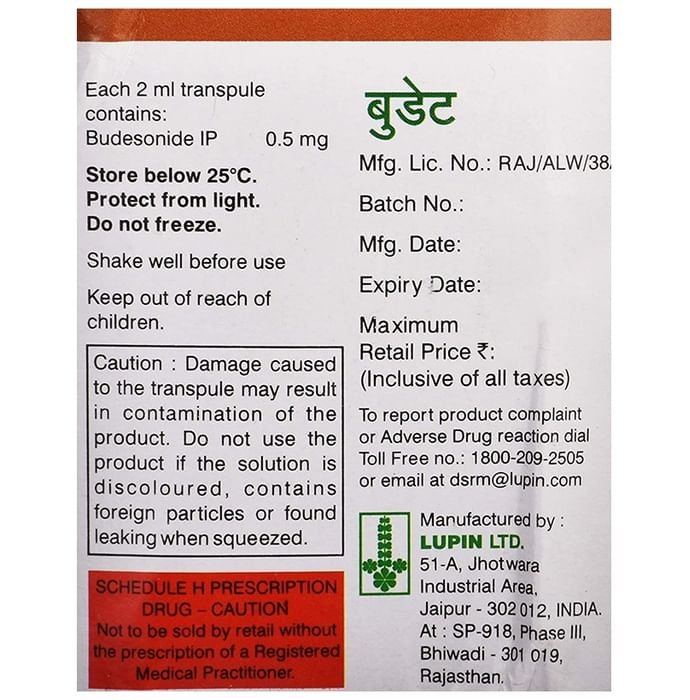 Each 2 ml transpule
contains:
Budesonide IP 0.5 mg
Store below 25°C.
Protect from light.
Do not freeze.
Shake well before use
Keep out of reach of
children.
Caution : Damage caused
to the transpule may result
in contamination of the
product. Do not use the
product if the solution is
discoloured, contains
foreign particles or found
leaking when squeezed.
SCHEDULE H PRESCRIPTION
DRUG – CAUTION
Not to be sold by retail without
the prescription of a Registered
Medical Practitioner.
बुडेट
Mfg. Lic. No.: RAJ/ALW/38
Batch No.:
Mfg. Date:
Expiry Date:
Maximum
Retail Price ₹:
(Inclusive of all taxes)
To report product complaint
or Adverse Drug reaction dial
Toll Free no.: 1800-209-2505
or email at dsrm@lupin.com
Manufactured by :
LUPIN LTD.
51-A, Jhotwara
Industrial Area,
Jaipur - 302 012, INDIA.
At : SP-918, Phase III,
Bhiwadi - 301 019,
Rajasthan.